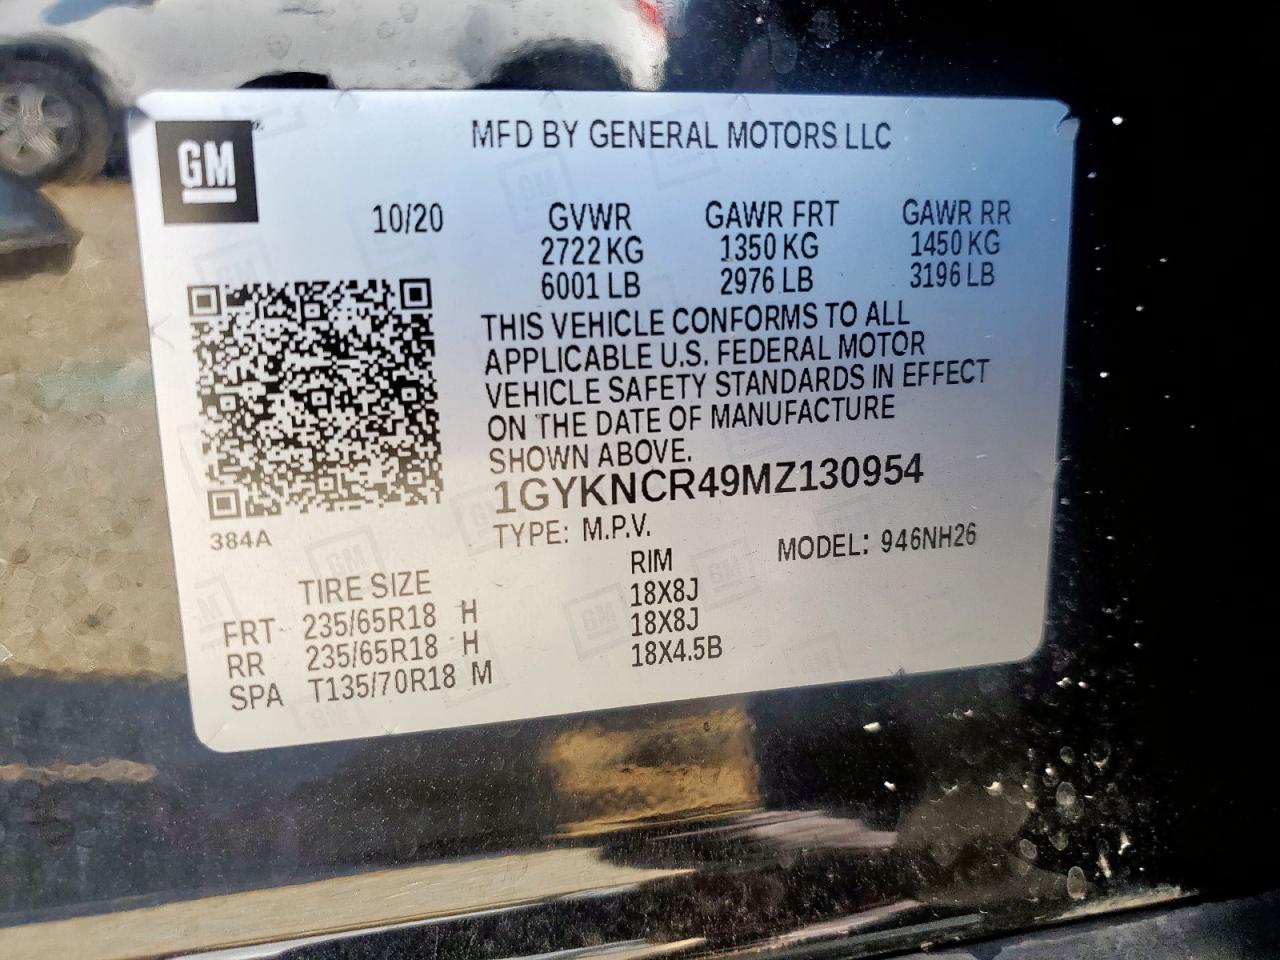 GM
MFD BY GENERAL MOTORS LLC
10/20 GVWR GAWR FRT GAWR RR
2722 KG 1350 KG 1450 KG
6001 LB 2976 LB 3196 LB
THIS VEHICLE CONFORMS TO ALL
APPLICABLE U.S. FEDERAL MOTOR
VEHICLE SAFETY STANDARDS IN EFFECT
ON THE DATE OF MANUFACTURE
SHOWN ABOVE.
1GYKNCR49MZ130954
384A
TYPE: M.P.V. MODEL: 946NH26
TIRE SIZE RIM
FRT 235/65R18 H 18X8J
RR 235/65R18 H 18X8J
SPA T135/70R18 M 18X4.5B